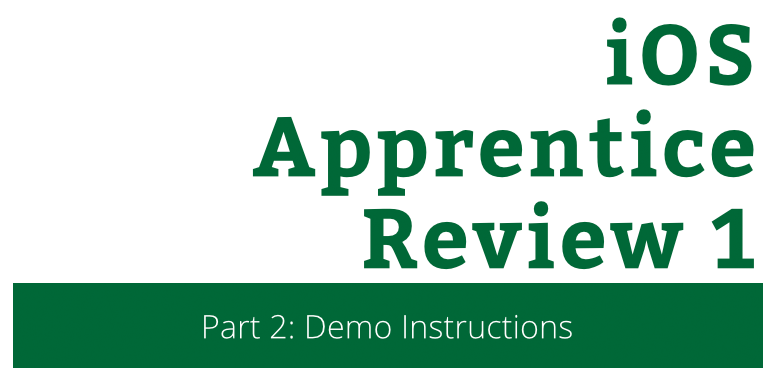 iOS
Apprentice
Review 1
Part 2: Demo Instructions